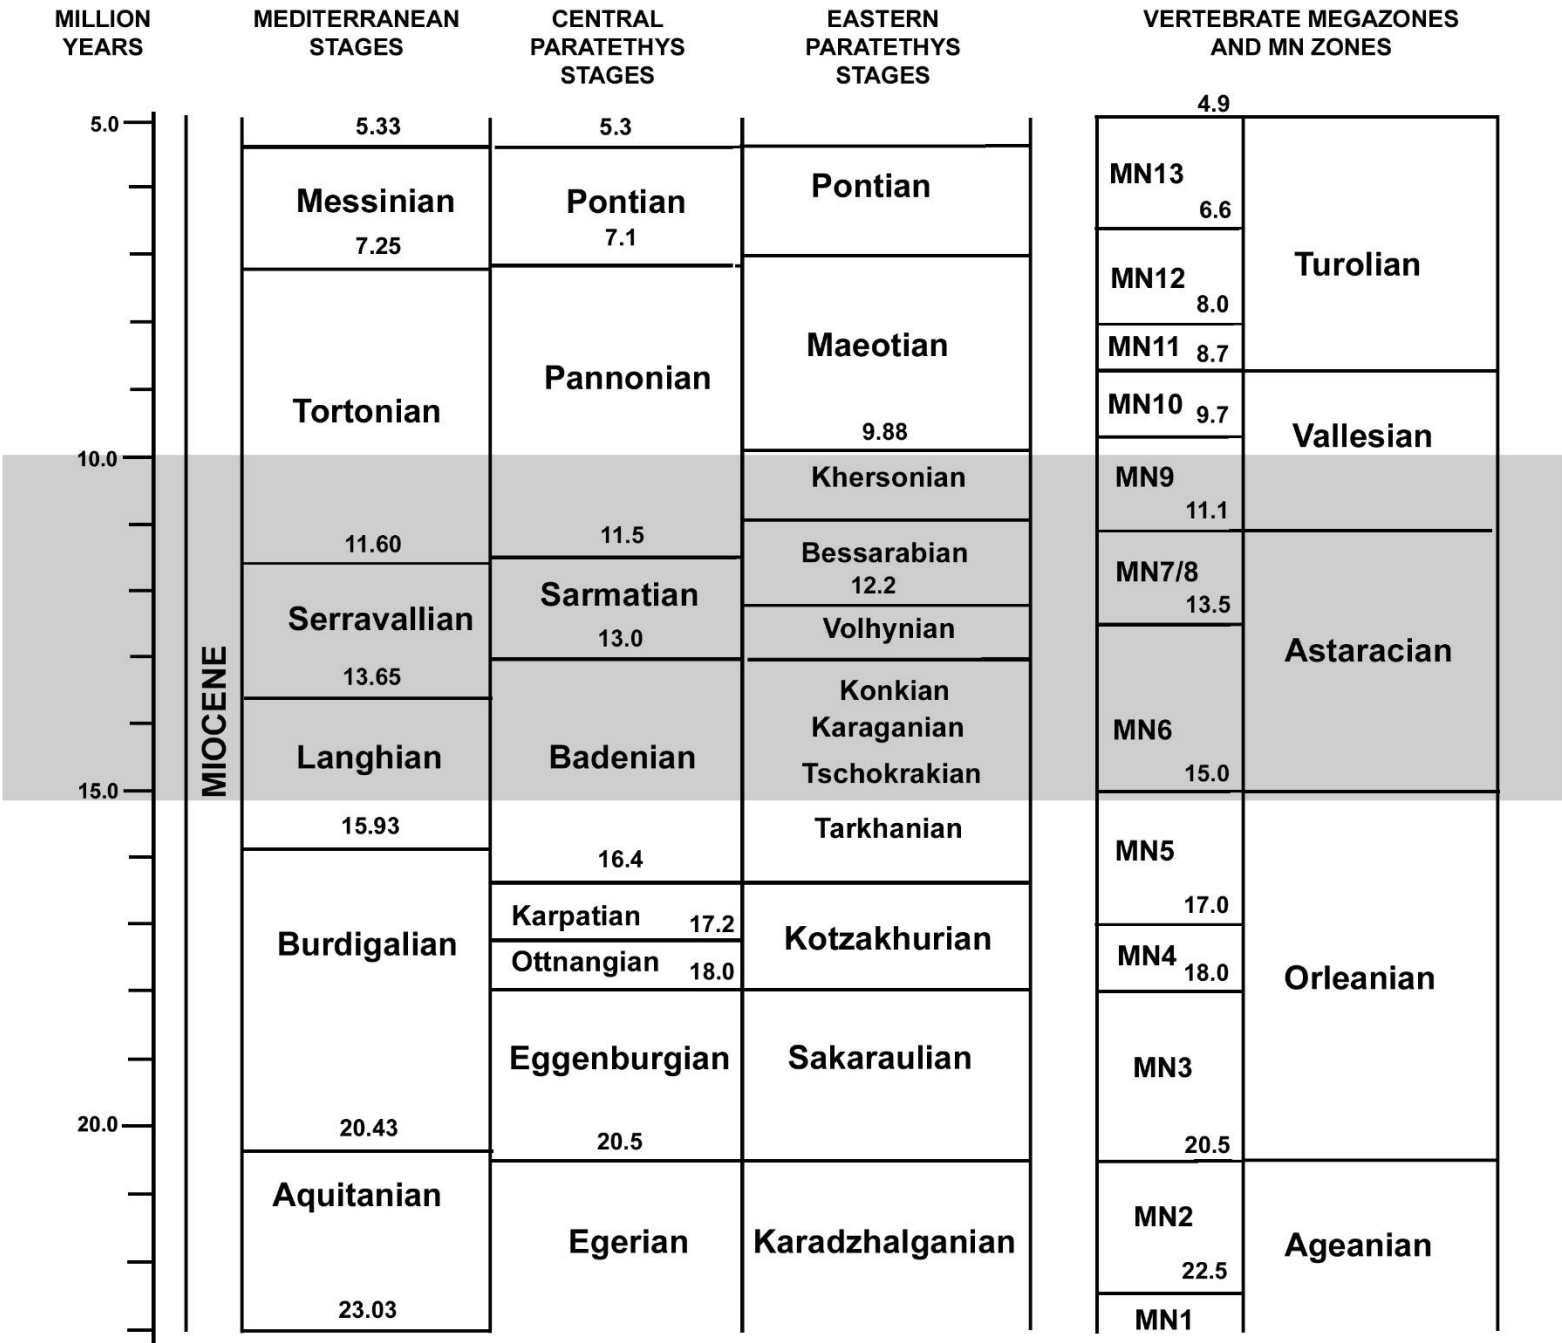 MILLION
YEARS
MEDITERRANEAN
STAGES
CENTRAL
PARATETHYS
STAGES
EASTERN
PARATETHYS
STAGES
VERTEBRATE MEGAZONES
AND MN ZONES
5.0
10.0
15.0
20.0
MIOCENE
5.33
Messinian
7.25
Tortonian
11.60
Serravallian
13.65
Langhian
15.93
Burdigalian
20.43
Aquitanian
23.03
5.3
Pontian
7.1
Pannonian
11.5
Sarmatian
13.0
Badenian
16.4
Karpatian 17.2
Ottnangian 18.0
Eggenburgian
20.5
Egerian
Pontian
Maeotian
9.88
Khersonian
Bessarabian
12.2
Volhynian
Konkian
Karaganian
Tschokrakian
Tarkhanian
Kotzakhurian
Sakaraulian
Karadzhalganian
4.9
MN13
6.6
MN12
8.0
MN11 8.7
MN10 9.7
MN9
11.1
MN7/8
13.5
MN6
15.0
MN5
17.0
MN4
18.0
MN3
20.5
MN2
22.5
MN1
Turolian
Vallesian
Astaracian
Orleanian
Ageanian